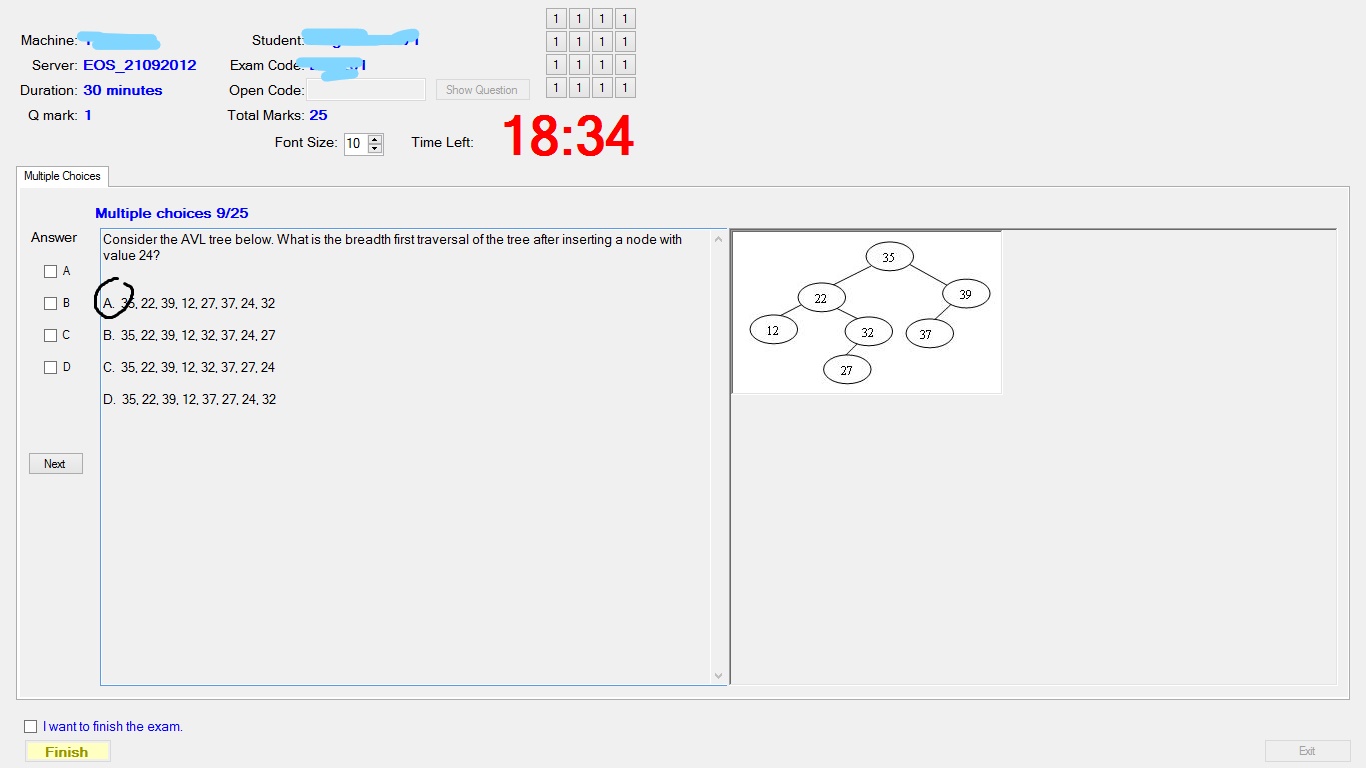 1 1 1 1
Machine: Student:
1 1 1 1
Server: EOS_21092012 Exam Code:
1 1 1 1
Duration: 30 minutes Open Code: Show Question
1 1 1 1
Q mark: 1 Total Marks: 25
Font Size: 10 Time Left: 18:34
Multiple Choices
Multiple choices 9/25
Answer
Consider the AVL tree below. What is the breadth first traversal of the tree after inserting a node with
value 24?
A
B
C
D
A. 35, 22, 39, 12, 27, 37, 24, 32
B. 35, 22, 39, 12, 32, 37, 24, 27
C. 35, 22, 39, 12, 32, 37, 27, 24
D. 35, 22, 39, 12, 37, 27, 24, 32
35
22 39
12 32 37
27
Next
I want to finish the exam.
Finish
Exit